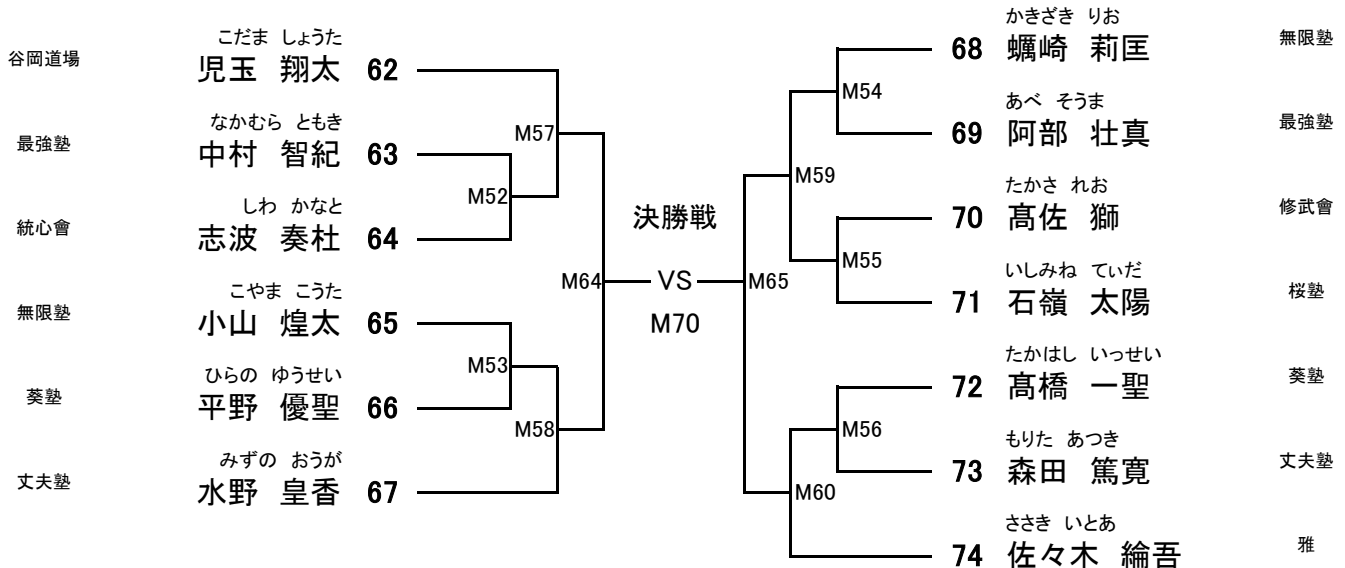 谷岡道場
こだま しょうた
児玉 翔太 62
最強塾
なかむら ともき
中村 智紀 63
統心會
しわ かなと
志波 奏杜 64
無限塾
こやま こうた
小山 煌太 65
葵塾
ひらの ゆうせい
平野 優聖 66
丈夫塾
みずの おうが
水野 皇香 67
M57
M52
M53
M58
M64
決勝戦
VS
M70
M65
M54
M59
M55
M56
M60
かきざき りお
68 蠣崎 莉匡
無限塾
あべ そうま
69 阿部 壮真
最強塾
たかさ れお
70 髙佐 獅
修武會
いしみね てぃだ
71 石嶺 太陽
桜塾
たかはし いっせい
72 髙橋 一聖
葵塾
もりた あつき
73 森田 篤寛
丈夫塾
ささき いとあ
74 佐々木 綸吾
雅